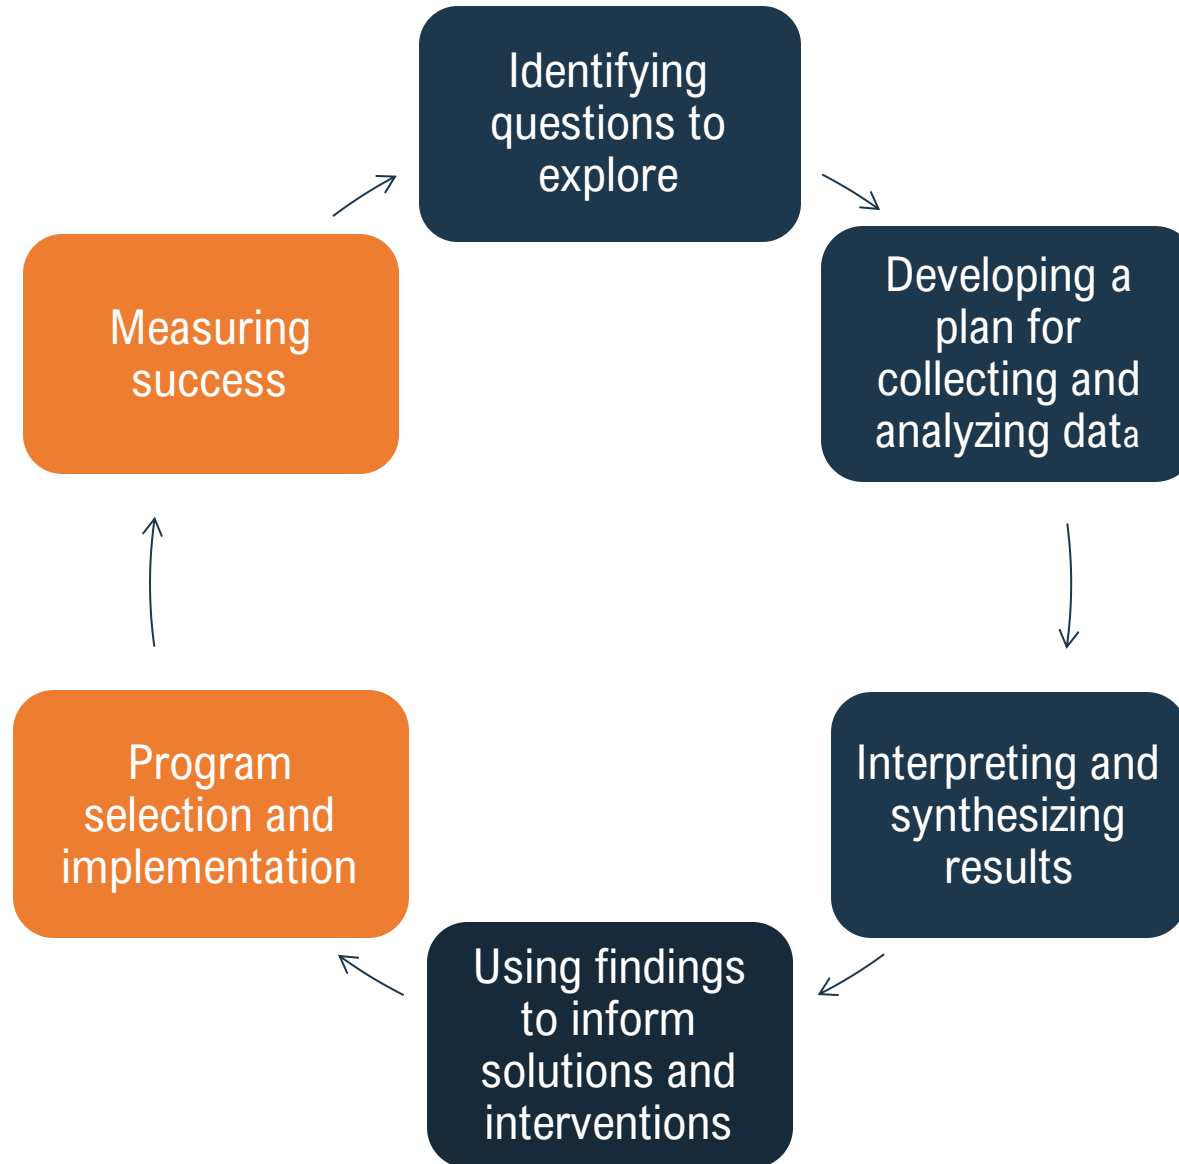 Identifying
questions to
explore
Developing a
plan for
collecting and
analyzing data
Interpreting and
synthesizing
results
Using findings
to inform
solutions and
interventions
Program
selection and
implementation
Measuring
success